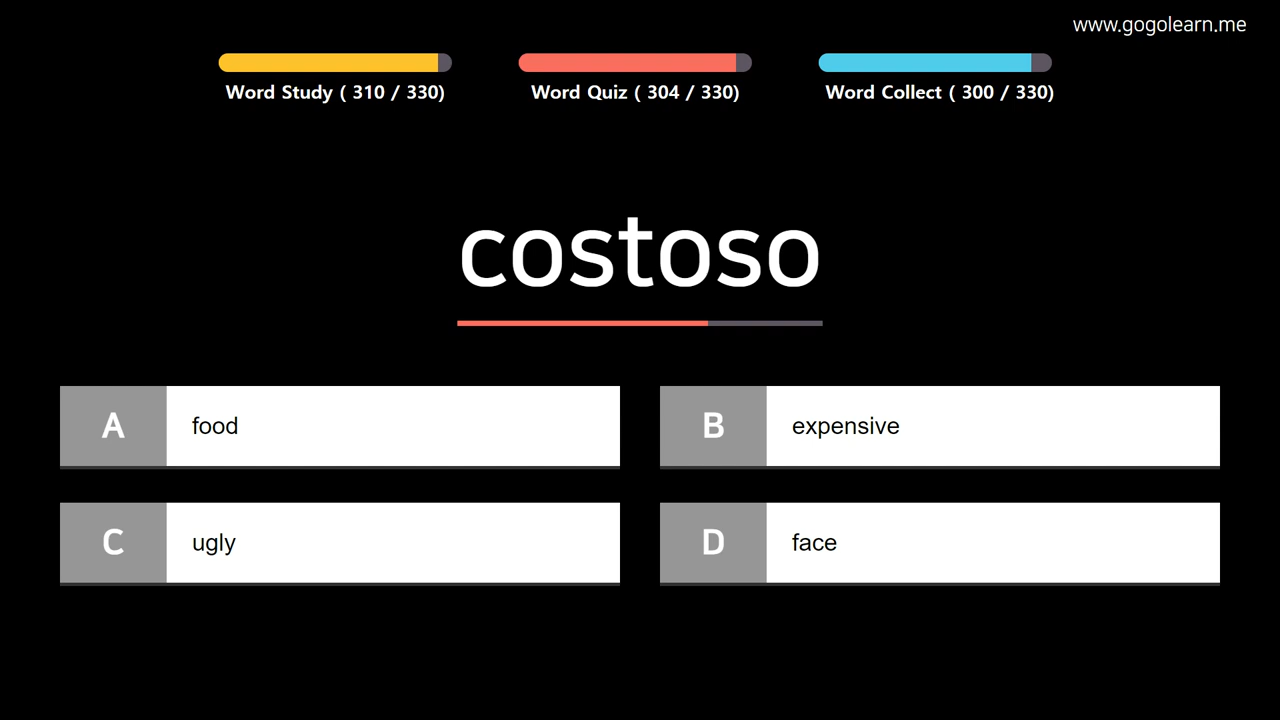 www.gogolearn.me
Word Study ( 310 / 330)
Word Quiz ( 304 / 330)
Word Collect ( 300 / 330)
costoso
A food
B expensive
C ugly
D face